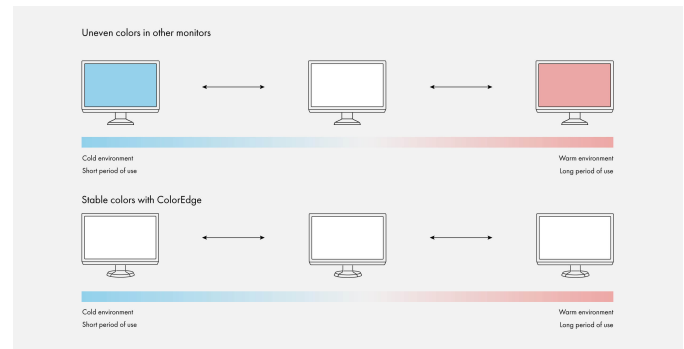 Uneven colors in other monitors
Cold environment
Warm environment
Short period of use
Long period of use
Stable colors with ColorEdge
Cold environment
Warm environment
Short period of use
Long period of use